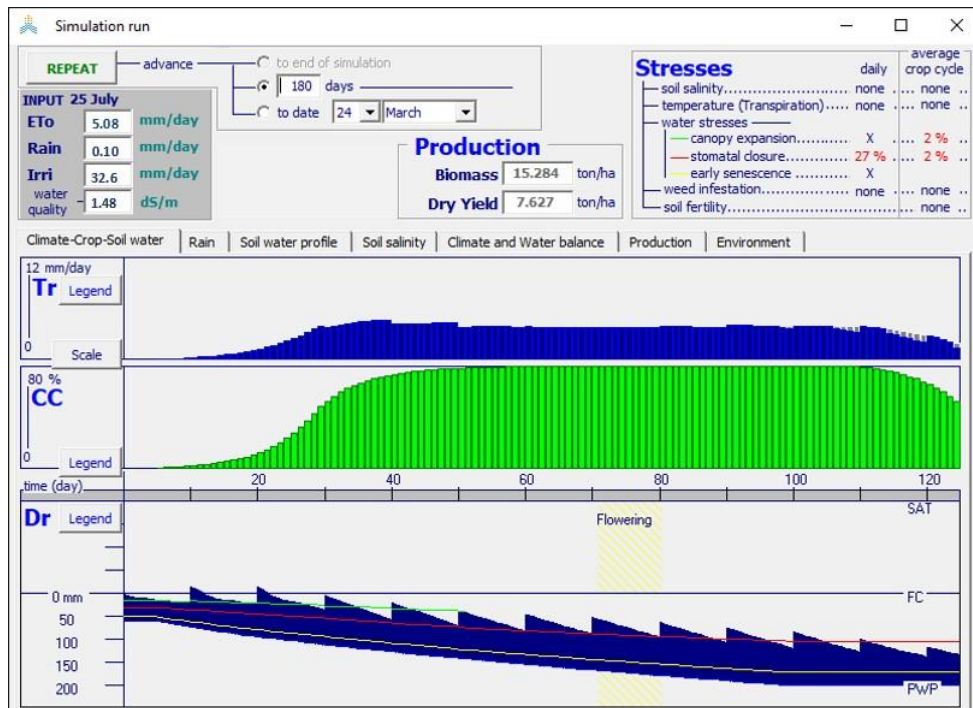 Simulation run
REPEAT
advance
to end of simulation
180 days
to date 24 March
INPUT 25 July
ETo 5.08 mm/day
Rain 0.10 mm/day
Irri 32.6 mm/day
water quality 1.48 dS/m
Production
Biomass 15.284 ton/ha
Dry Yield 7.627 ton/ha
Stresses daily average crop cycle
soil salinity............... none .... none ..
temperature (Transpiration)..... none .... none ..
water stresses
canopy expansion............ X .... 2 % ..
stomatal closure............ 27 % .... 2 % ..
early senescence ........... X
weed infestation..................... none .... none ..
soil fertility............................................. none ..
Climate-Crop-Soil water Rain Soil water profile Soil salinity Climate and Water balance Production Environment
12 mm/day
Tr Legend
0
Scale
80 %
CC
0 Legend
time (day) 20 40 60 80 100 120
Dr Legend
SAT
Flowering
0 mm FC
50
100
150
200 PWP